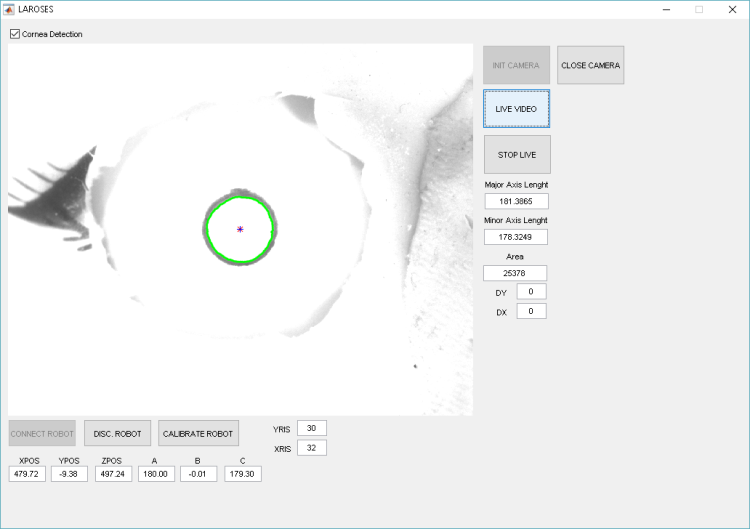 LAROSES
Cornea Detection
INIT CAMERA
CLOSE CAMERA
LIVE VIDEO
STOP LIVE
Major Axis Lenght
181.3865
Minor Axis Lenght
178.3249
Area
25378
DY 0
DX 0
CONNECT ROBOT DISC. ROBOT CALIBRATE ROBOT
YRIS 30
XRIS 32
XPOS YPOS ZPOS A B C
479.72 -9.38 497.24 180.00 -0.01 179.30